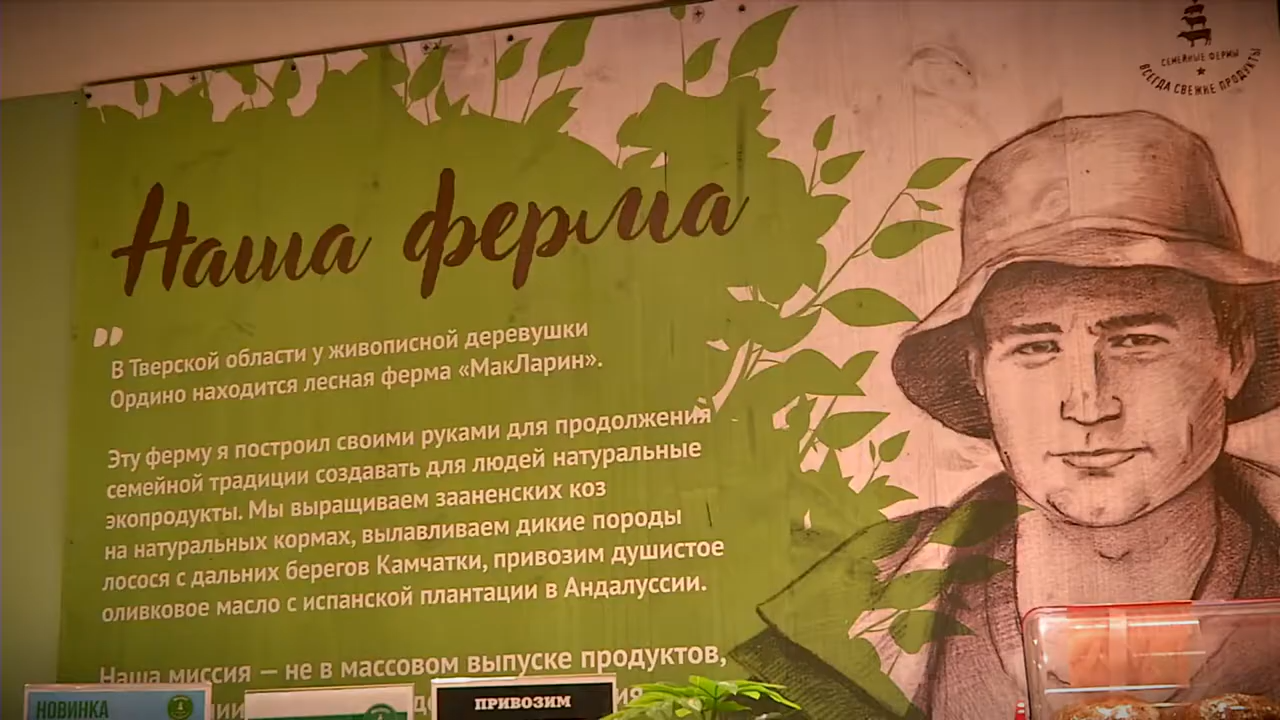 СЕМЕЙНЫЕ ФЕРМЫ
ВСЕГДА СВЕЖИЕ ПРОДУКТЫ
Наша ферма
В Тверской области у живописной деревушки
Ордино находится лесная ферма «МакЛарин».
Эту ферму я построил своими руками для продолжения
семейной традиции создавать для людей натуральные
экопродукты. Мы выращиваем зааненских коз
на натуральных кормах, вылавливаем дикие породы
лосося с дальних берегов Камчатки, привозим душистое
оливковое масло с испанской плантации в Андалуссии.
Наша миссия — не в массовом выпуске продуктов,
НОВИНКА
ПРИВОЗИМ